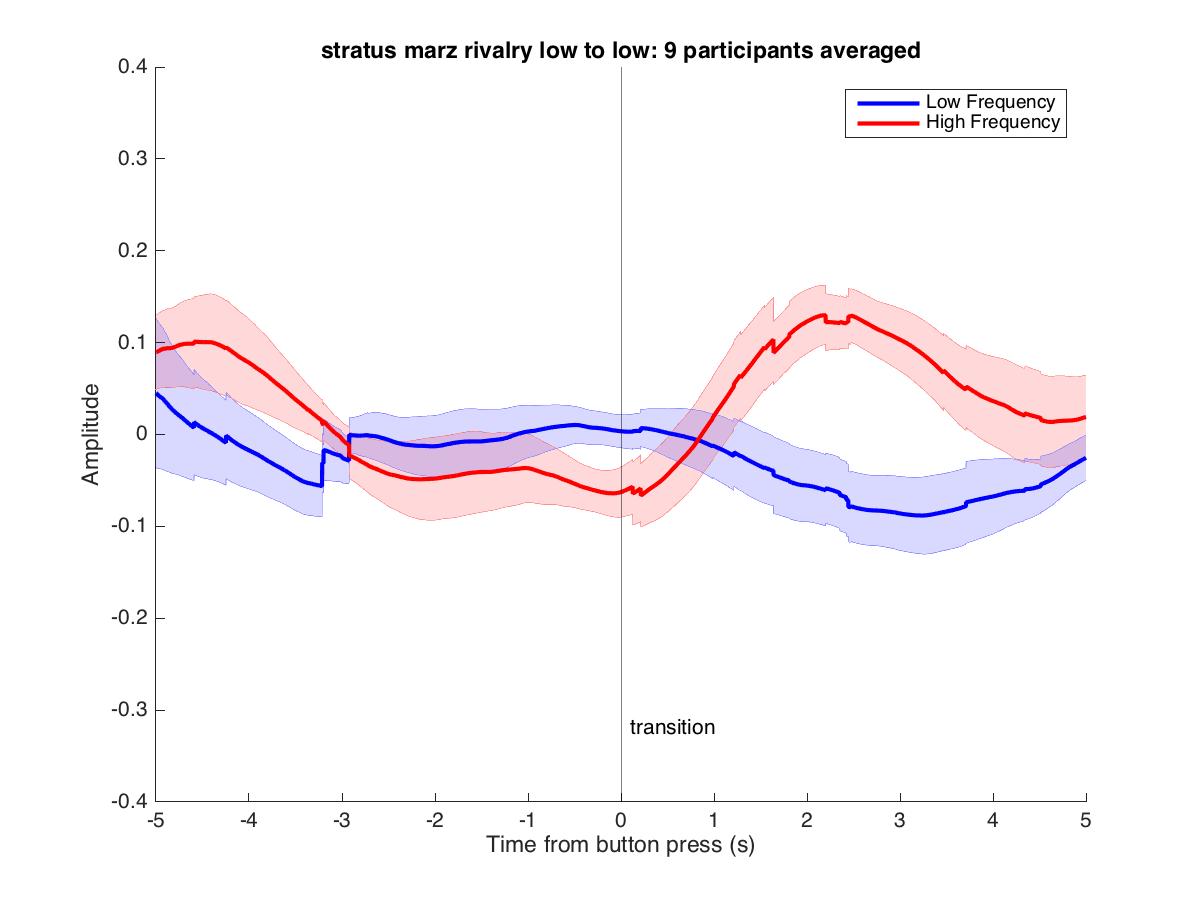 stratus marz rivalry low to low: 9 participants averaged
Low Frequency
High Frequency
Amplitude
0.4
0.3
0.2
0.1
0
-0.1
-0.2
-0.3
-0.4
transition
-5 -4 -3 -2 -1 0 1 2 3 4 5
Time from button press (s)